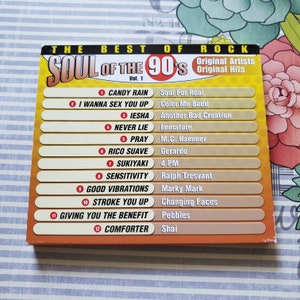 THE BEST OF ROCK
SOUL OF THE 90's
Vol. 1
Original Artists
Original Hits
1 CANDY RAIN Soul For Real
2 I WANNA SEX YOU UP Color Me Badd
3 IESHA Another Bad Creation
4 NEVER LIE Immature
5 PRAY M.C. Hammer
6 RICO SUAVE Gerardo
7 SUKIYAKI 4 PM
8 SENSITIVITY Ralph Tresvant
9 GOOD VIBRATIONS Marky Mark
10 STROKE YOU UP Changing Faces
11 GIVING YOU THE BENEFIT Pebbles
12 COMFORTER Shai